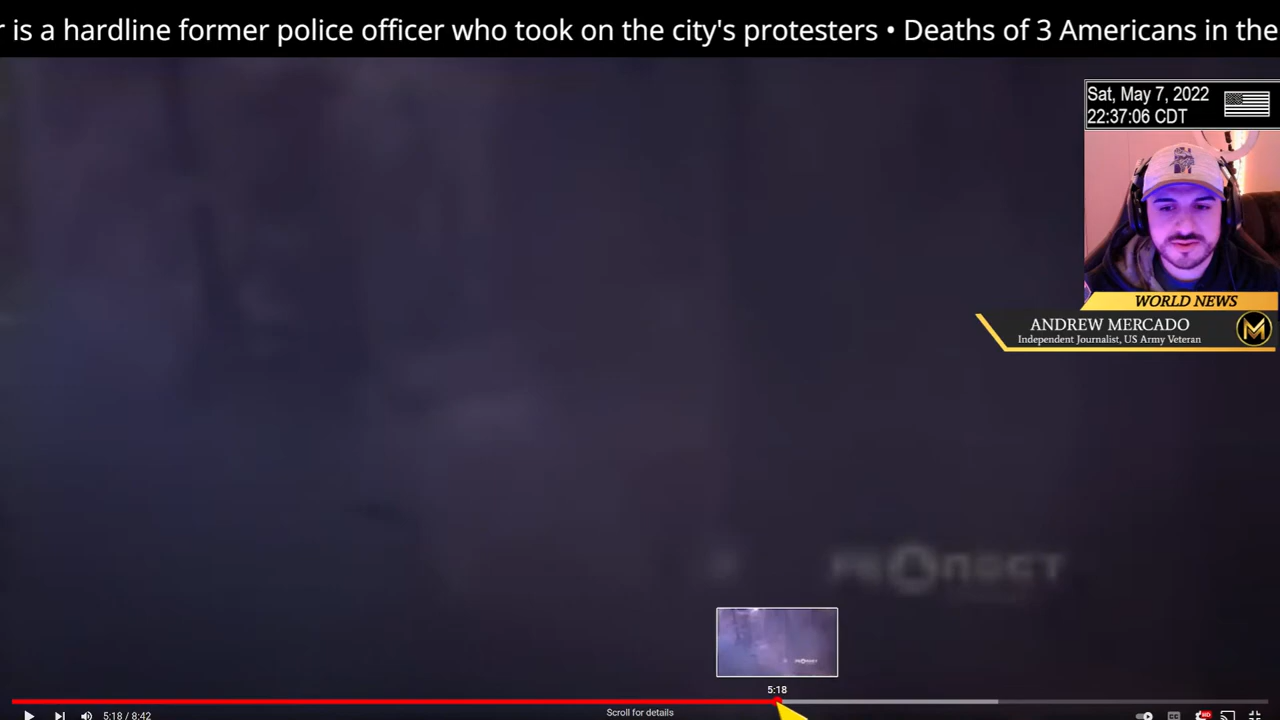 r is a hardline former police officer who took on the city's protesters • Deaths of 3 Americans in the
Sat, May 7, 2022
22:37:06 CDT
WORLD NEWS
ANDREW MERCADO
Independent Journalist, US Army Veteran
M
5:18
5:18 / 8:42
Scroll for details
CC
HD